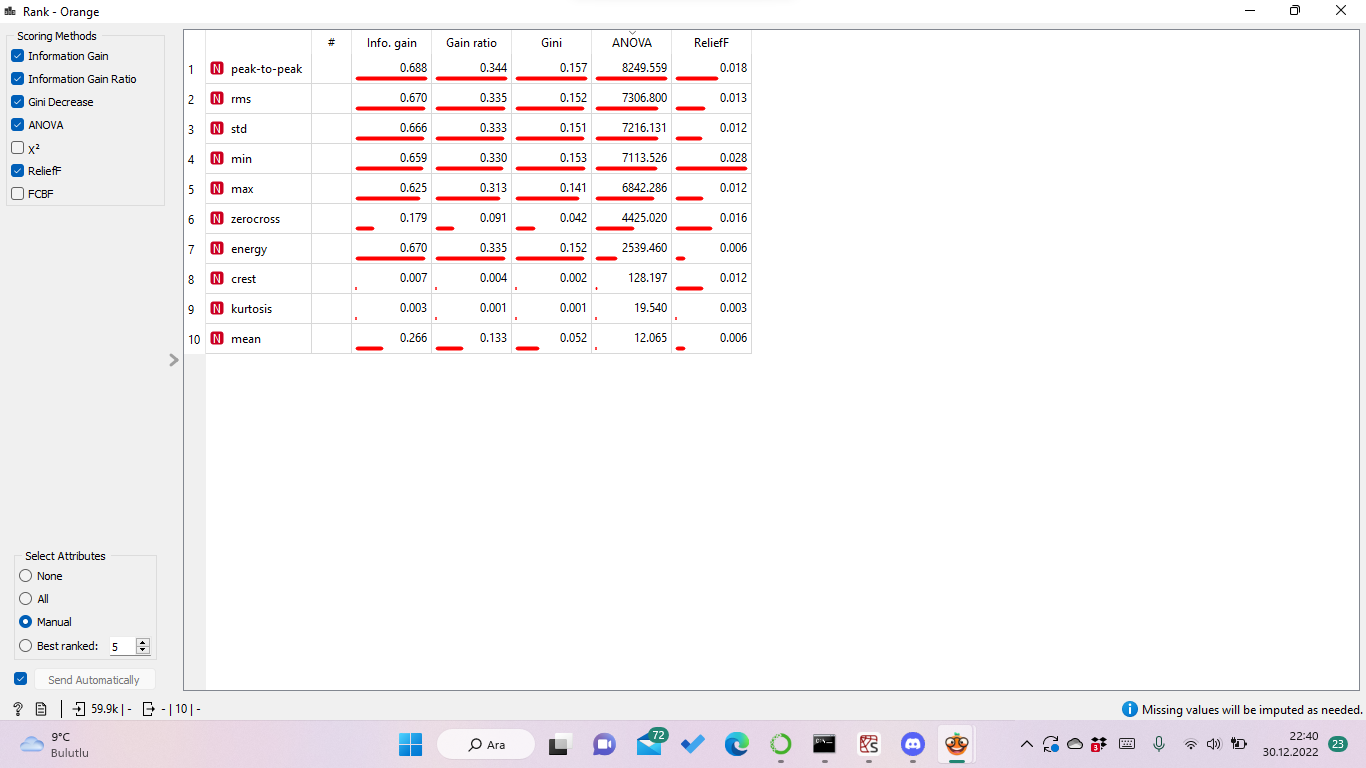 Rank - Orange
Scoring Methods
Information Gain
Information Gain Ratio
Gini Decrease
ANOVA
X²
ReliefF
FCBF
# Info. gain Gain ratio Gini ANOVA ReliefF
1 N peak-to-peak 0.688 0.344 0.157 8249.559 0.018
2 N rms 0.670 0.335 0.152 7306.800 0.013
3 N std 0.666 0.333 0.151 7216.131 0.012
4 N min 0.659 0.330 0.153 7113.526 0.028
5 N max 0.625 0.313 0.141 6842.286 0.012
6 N zerocross 0.179 0.091 0.042 4425.020 0.016
7 N energy 0.670 0.335 0.152 2539.460 0.006
8 N crest 0.007 0.004 0.002 128.197 0.012
9 N kurtosis 0.003 0.001 0.001 19.540 0.003
10 N mean 0.266 0.133 0.052 12.065 0.006
Select Attributes
None
All
Manual
Best ranked: 5
Send Automatically
? 59.9k | - - | 10 | -
Missing values will be imputed as needed.
9°C
Bulutlu
Ara
72
3
22:40
30.12.2022
23